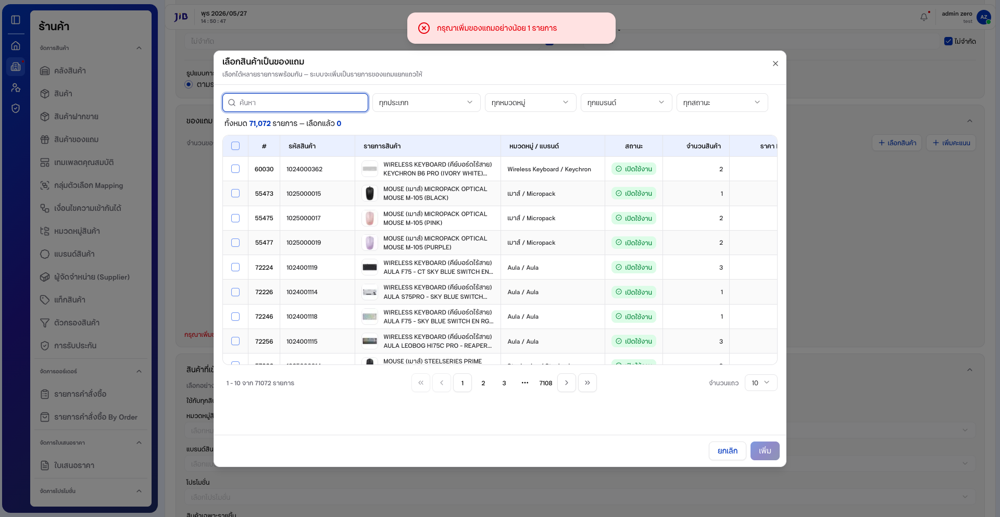 ร้านค้า
จัดการสินค้า
คลังสินค้า
สินค้า
สินค้าฝากขาย
สินค้าของแถม
เทมเพลตคุณสมบัติ
กลุ่มตัวเลือก Mapping
เงื่อนไขความเข้ากันได้
หมวดหมู่สินค้า
แบรนด์สินค้า
ผู้จัดจำหน่าย (Supplier)
แท็กสินค้า
ตัวกรองสินค้า
การรับประกัน
จัดการออร์เดอร์
รายการคำสั่งซื้อ
รายการคำสั่งซื้อ By Order
จัดการใบเสนอราคา
ใบเสนอราคา
จัดการโปรโมชั่น
JIB
พุธ 2026/05/27
14 : 50 : 47
admin zero
test
AZ
กรุณาเพิ่มของแถมอย่างน้อย 1 รายการ
ไม่จำกัด
ไม่จำกัด
รูปแบบการ
ตามร
ของแถม
จำนวนขอ
เลือกสินค้า
เพิ่มคะแนน
กรุณาเพิ่มข
สินค้าที่เข้
เลือกอย่าง
ใช้กับทุกสิน
หมวดหมู่สิ
เลือกหม
แบรนด์สิน
เลือกแบ
โปรโมชั่น
เลือกโปรโมชั่น
สินค้าเฉพาะรายชิ้น
เลือกสินค้าเป็นของแถม
เลือกได้หลายรายการพร้อมกัน — ระบบจะเพิ่มเป็นรายการของแถมแยกแถวให้
ค้นหา
ทุกประเภท
ทุกหมวดหมู่
ทุกแบรนด์
ทุกสถานะ
ทั้งหมด 71,072 รายการ — เลือกแล้ว 0
# รหัสสินค้า รายการสินค้า หมวดหมู่ / แบรนด์ สถานะ จำนวนสินค้า ราคา
60030 1024000362 WIRELESS KEYBOARD (คีย์บอร์ดไร้สาย) KEYCHRON B6 PRO (IVORY WHITE)... Wireless Keyboard / Keychron เปิดใช้งาน 2
55473 1025000015 MOUSE (เมาส์) MICROPACK OPTICAL MOUSE M-105 (BLACK) เมาส์ / Micropack เปิดใช้งาน 1
55475 1025000017 MOUSE (เมาส์) MICROPACK OPTICAL MOUSE M-105 (PINK) เมาส์ / Micropack เปิดใช้งาน 2
55477 1025000019 MOUSE (เมาส์) MICROPACK OPTICAL MOUSE M-105 (PURPLE) เมาส์ / Micropack เปิดใช้งาน 2
72224 1024001119 WIRELESS KEYBOARD (คีย์บอร์ดไร้สาย) AULA F75 - CT SKY BLUE SWITCH EN... Aula / Aula เปิดใช้งาน 3
72226 1024001114 WIRELESS KEYBOARD (คีย์บอร์ดไร้สาย) AULA S75PRO - SKY BLUE SWITCH... Aula / Aula เปิดใช้งาน 1
72246 1024001118 WIRELESS KEYBOARD (คีย์บอร์ดไร้สาย) AULA F75 - SKY BLUE SWITCH EN RG... Aula / Aula เปิดใช้งาน 1
72256 1024001115 WIRELESS KEYBOARD (คีย์บอร์ดไร้สาย) AULA LEOBOG HI75C PRO - REAPER... Aula / Aula เปิดใช้งาน 3
MOUSE (เมาส์) STEELSERIES PRIME
1 - 10 จาก 71072 รายการ
1 2 3 ••• 7108
จำนวนแถว 10
ยกเลิก
เพิ่ม